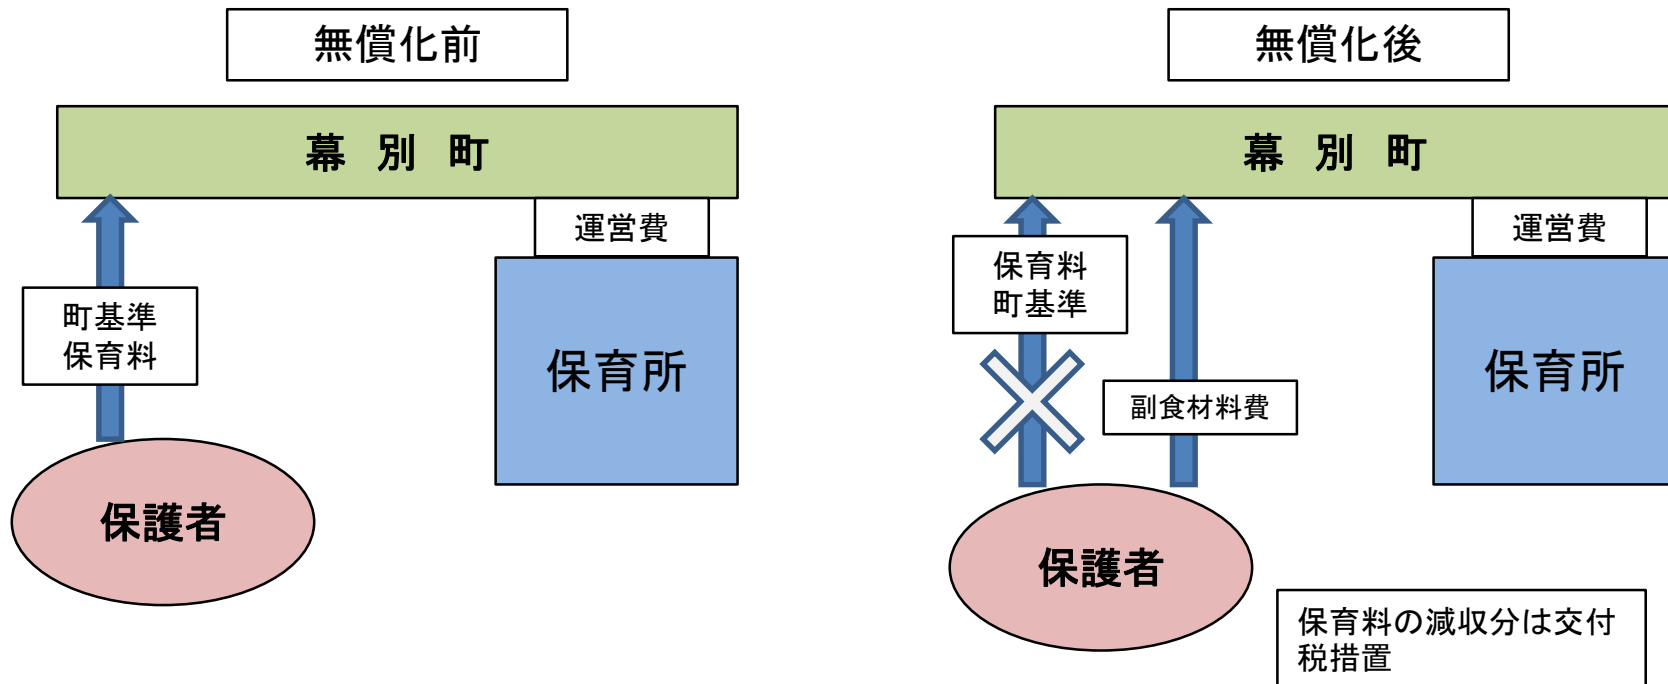 無償化前
幕 別 町
運営費
町基準
保育料
保育所
保護者
無償化後
幕 別 町
運営費
保育料
町基準
保育所
副食材料費
保護者
保育料の減収分は交付
税措置